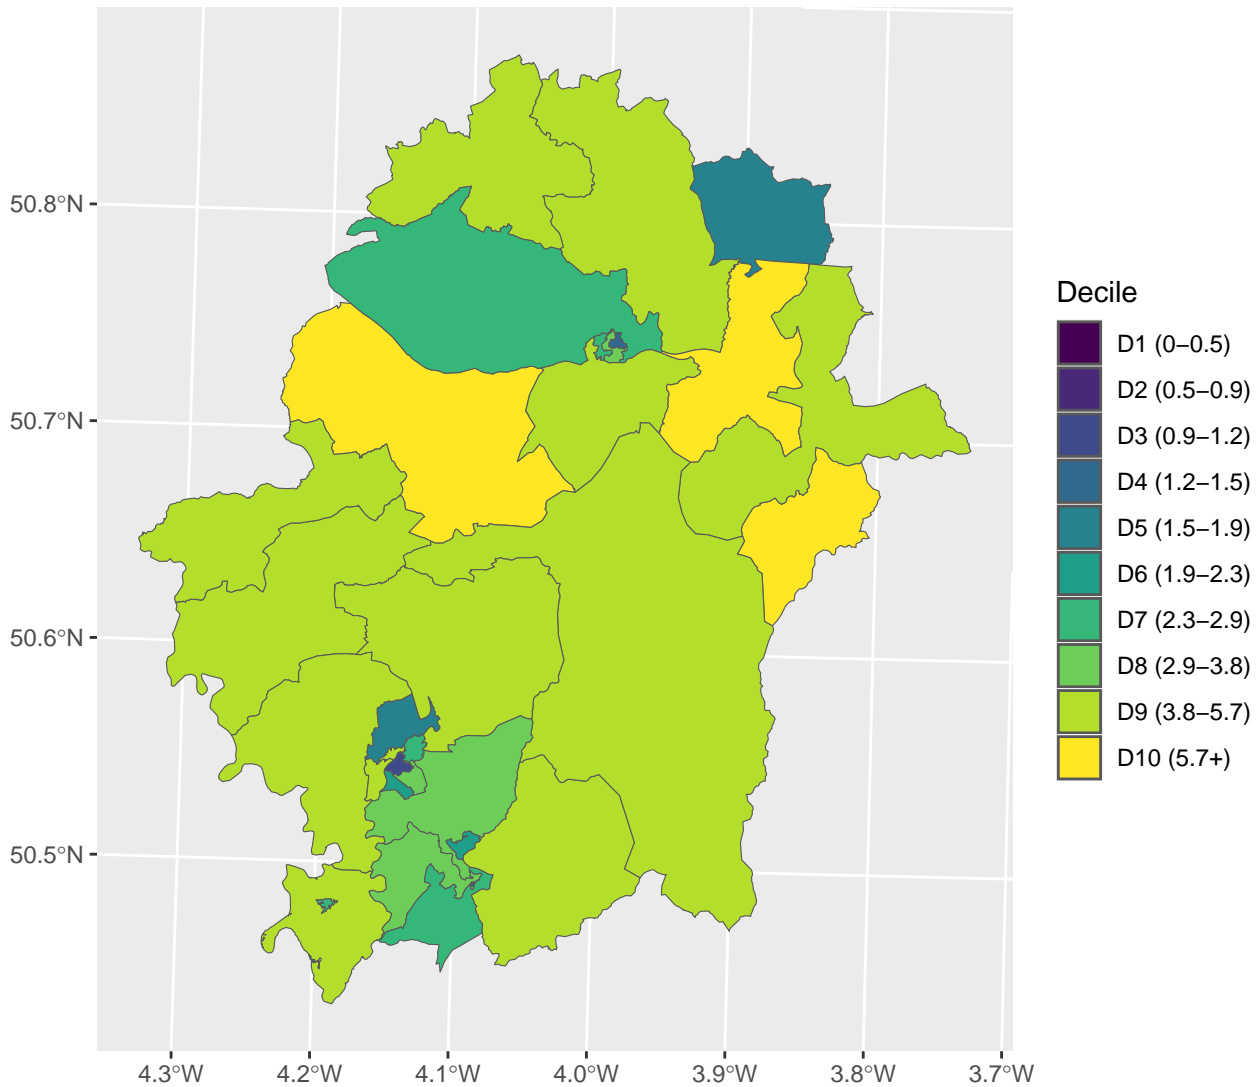 50.8°N
50.7°N
50.6°N
50.5°N
4.3°W
4.2°W
4.1°W
4.0°W
3.9°W
3.8°W
3.7°W
Decile
D1 (0−0.5)
D2 (0.5−0.9)
D3 (0.9−1.2)
D4 (1.2−1.5)
D5 (1.5−1.9)
D6 (1.9−2.3)
D7 (2.3−2.9)
D8 (2.9−3.8)
D9 (3.8−5.7)
D10 (5.7+)